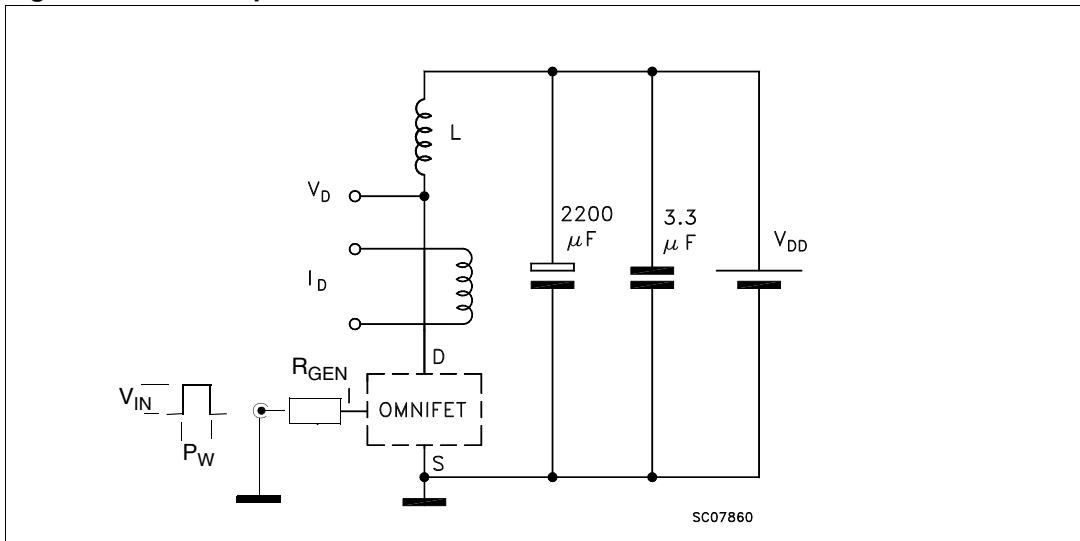 L
V_D
2200
μF
3.3
μF
V_DD
I_D
D
R_GEN
I
OMNIFET
V_IN
P_W
S
SC07860